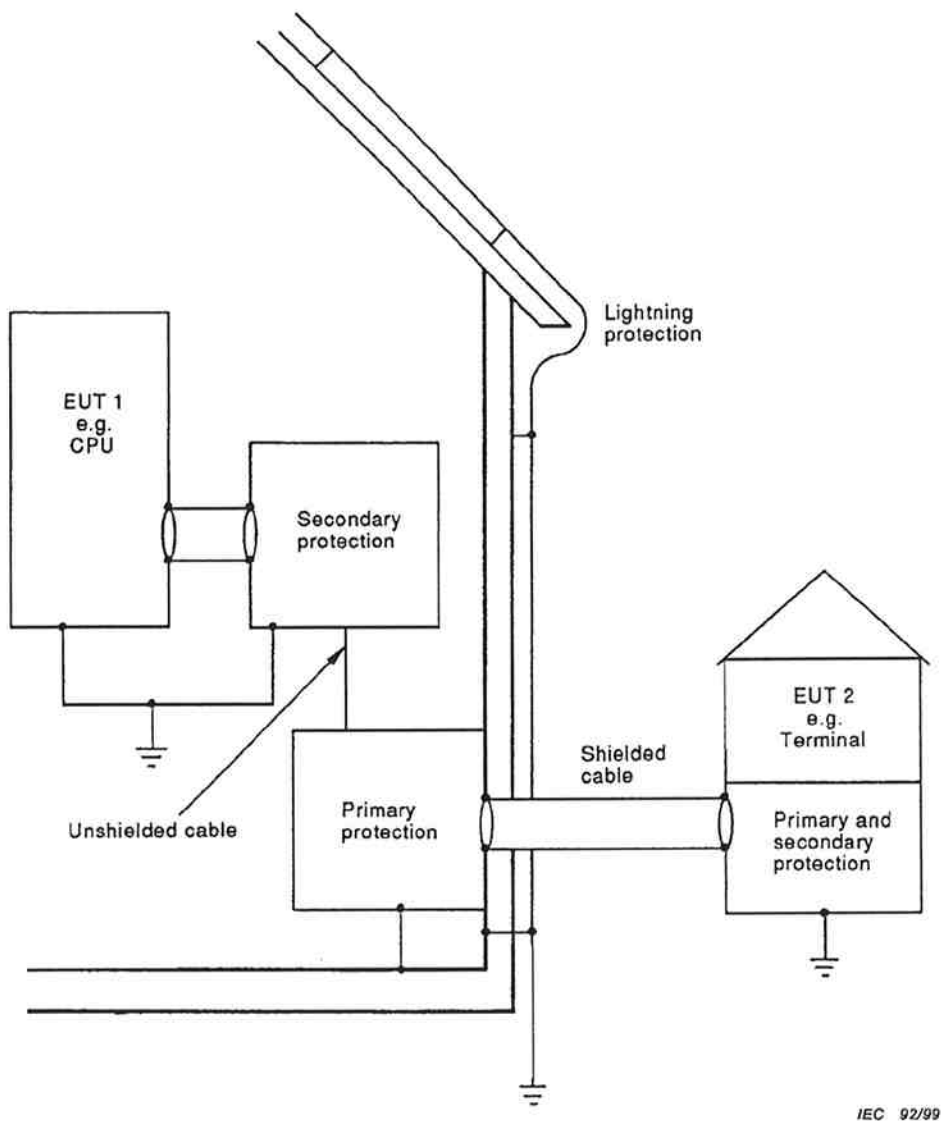 Lightning
protection
EUT 1
e.g.
CPU
Secondary
protection
EUT 2
e.g.
Terminal
Shielded
cable
Unshielded cable
Primary
protection
Primary and
secondary
protection
IEC 92/99